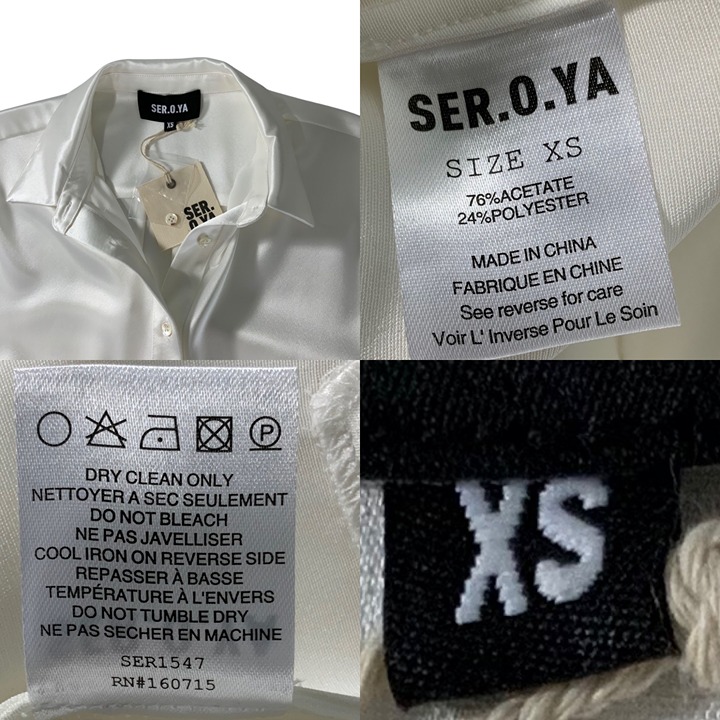 SER.O.YA
XS
SER.
O.YA
SER.O.YA
SIZE XS
76%ACETATE
24%POLYESTER
MADE IN CHINA
FABRIQUE EN CHINE
See reverse for care
Voir L' Inverse Pour Le Soin
P
DRY CLEAN ONLY
NETTOYER A SEC SEULEMENT
DO NOT BLEACH
NE PAS JAVELLISER
COOL IRON ON REVERSE SIDE
REPASSER À BASSE
TEMPÉRATURE À L'ENVERS
DO NOT TUMBLE DRY
NE PAS SECHER EN MACHINE
SER1547
RN#160715
XS